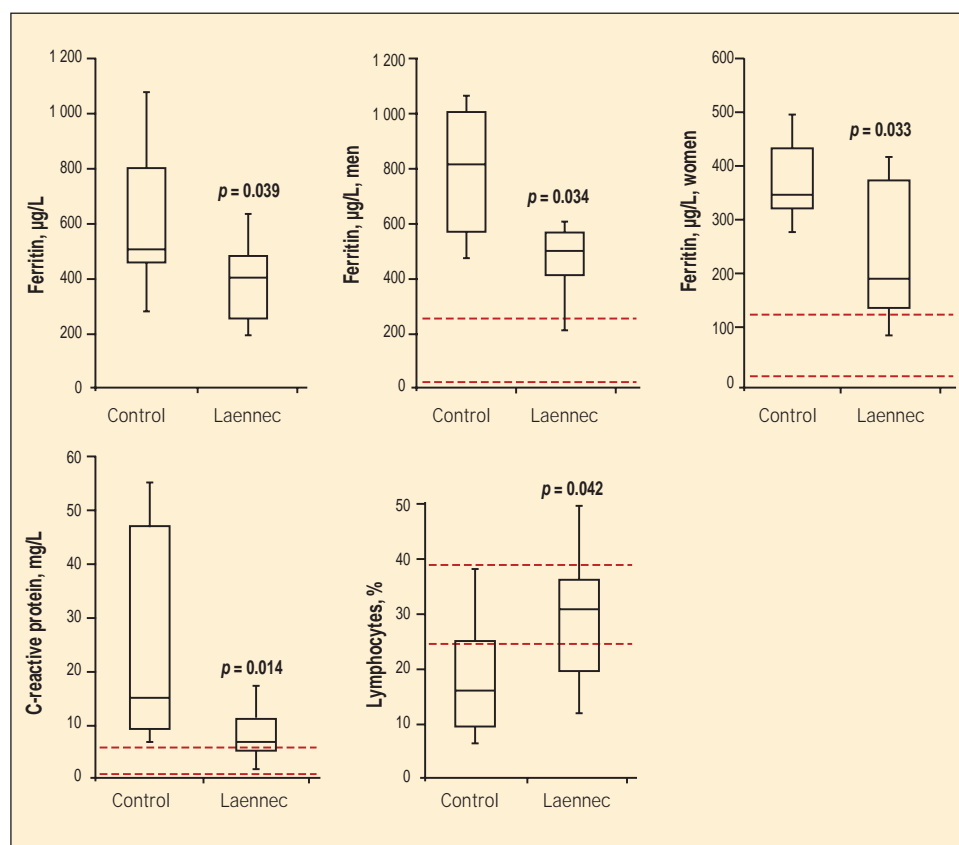 Ferritin, µg/L
1 200
1 000
800
600
400
200
0
p = 0.039
Control Laennec
Ferritin, µg/L, men
1 200
1 000
800
600
400
200
0
p = 0.034
Control Laennec
Ferritin, µg/L, women
600
500
400
300
200
100
0
p = 0.033
Control Laennec
C-reactive protein, mg/L
60
50
40
30
20
10
0
p = 0.014
Control Laennec
Lymphocytes, %
50
40
30
20
10
0
p = 0.042
Control Laennec